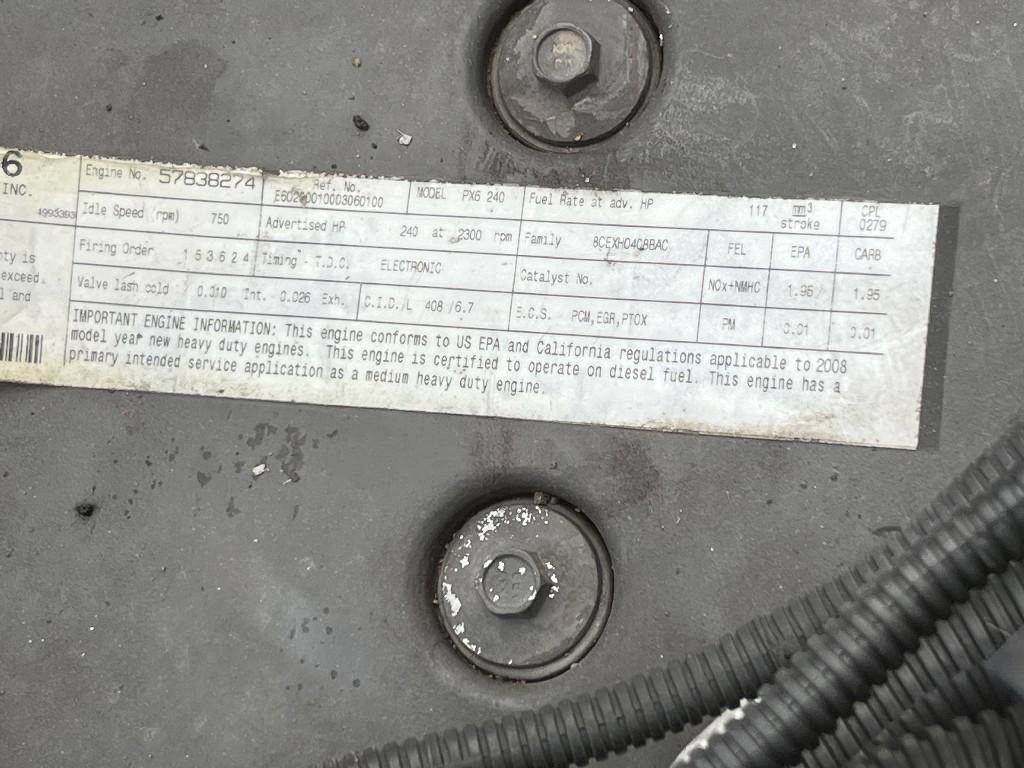 6
INC.
4993393
nty is
exceed
l and
Engine No. 57838274
Ref. No.
MODEL PX6 240
Fuel Rate at adv. HP 117 mm3 stroke
CPL 0279
Idle Speed (rpm) 750
Advertised HP 240 at 2300 rpm
Family
FEL EPA CARB
Firing Order 1 5 3 6 2 4
Timing - T.D.C. ELECTRONIC
Catalyst No.
NOx+NMHC 1.95 1.95
Valve lash cold 0.010 Int. 0.026 Exh.
C.I.D./L 408 /6.7
E.C.S. PCM,EGR,PTOX
PM 0.01 0.01
IMPORTANT ENGINE INFORMATION: This engine conforms to US EPA and California regulations applicable to 2008
model year new heavy duty engines. This engine is certified to operate on diesel fuel. This engine has a
primary intended service application as a medium heavy duty engine.